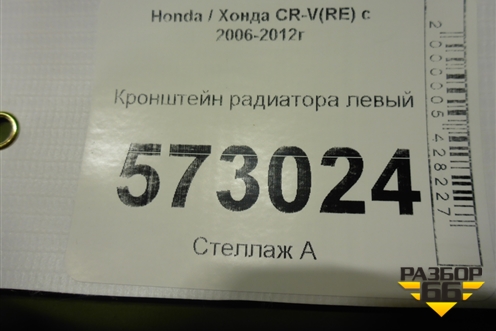 Honda / Хонда CR-V(RE) с
2006-2012г
Кронштейн радиатора левый
573024
Стеллаж А
2000005428227
РАЗБОР
66